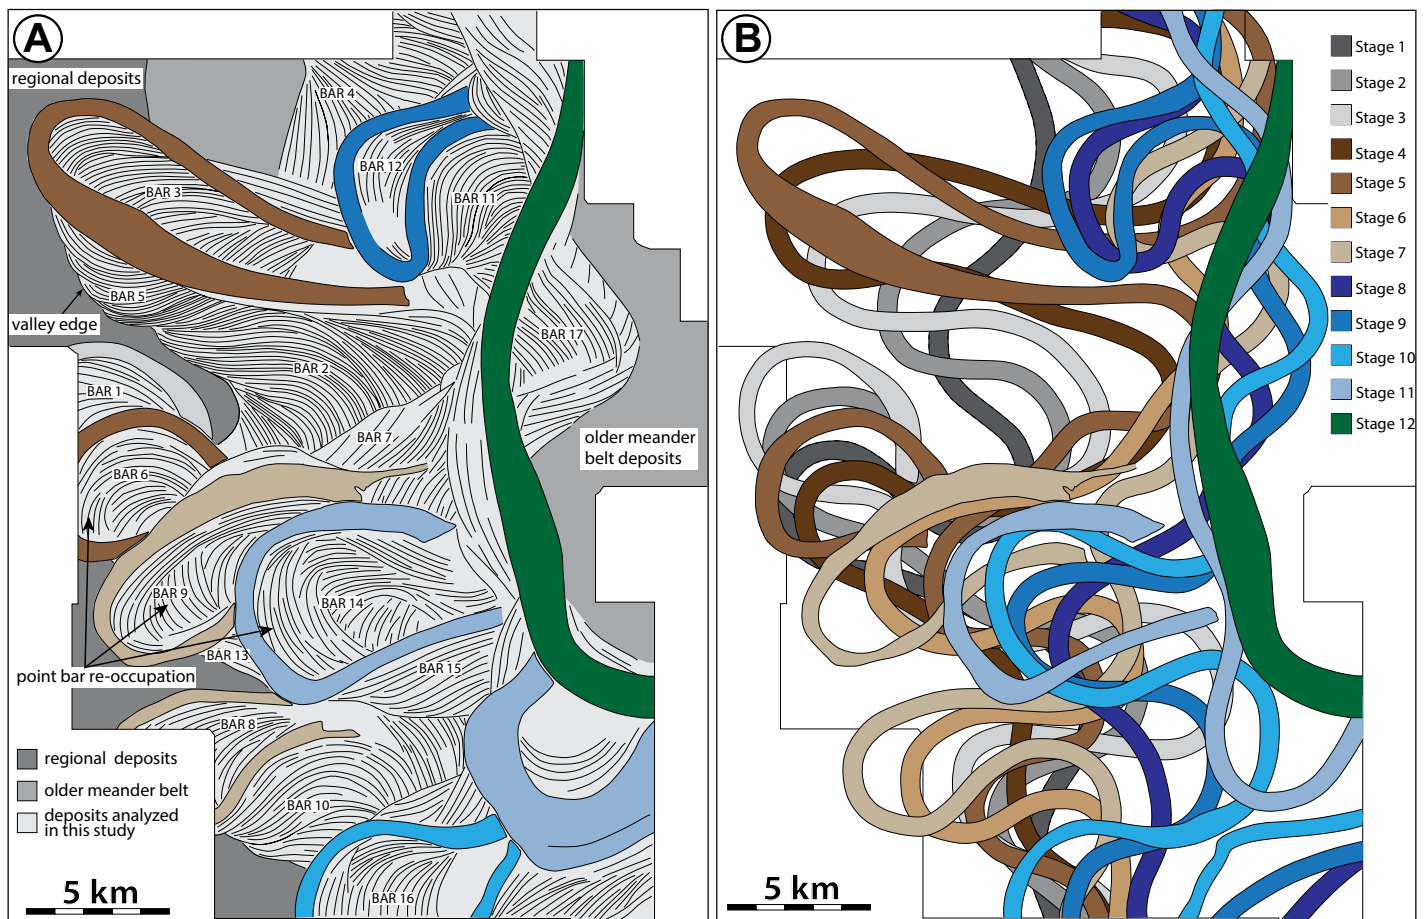 A
regional deposits
BAR 4
BAR 12
BAR 3
BAR 11
BAR 5
valley edge
BAR 17
BAR 2
BAR 1
BAR 7
older meander
belt deposits
BAR 6
BAR 9
BAR 14
BAR 13
BAR 15
point bar re-occupation
BAR 8
regional deposits
older meander belt
deposits analyzed
in this study
BAR 10
BAR 16
5 km
B
Stage 1
Stage 2
Stage 3
Stage 4
Stage 5
Stage 6
Stage 7
Stage 8
Stage 9
Stage 10
Stage 11
Stage 12
5 km